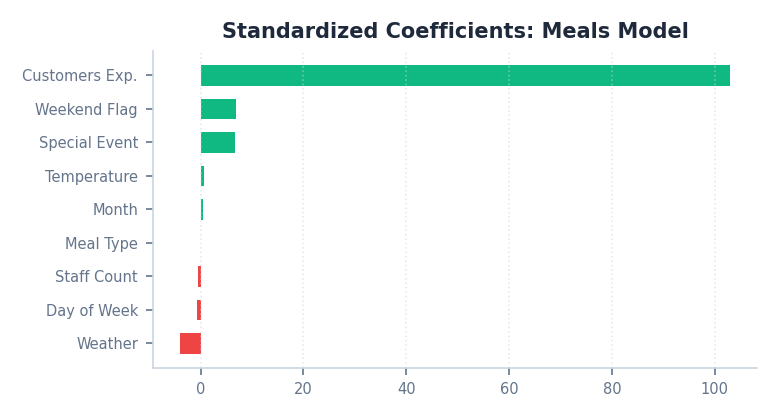 Standardized Coefficients: Meals Model
Customers Exp.
Weekend Flag
Special Event
Temperature
Month
Meal Type
Staff Count
Day of Week
Weather
0 20 40 60 80 100